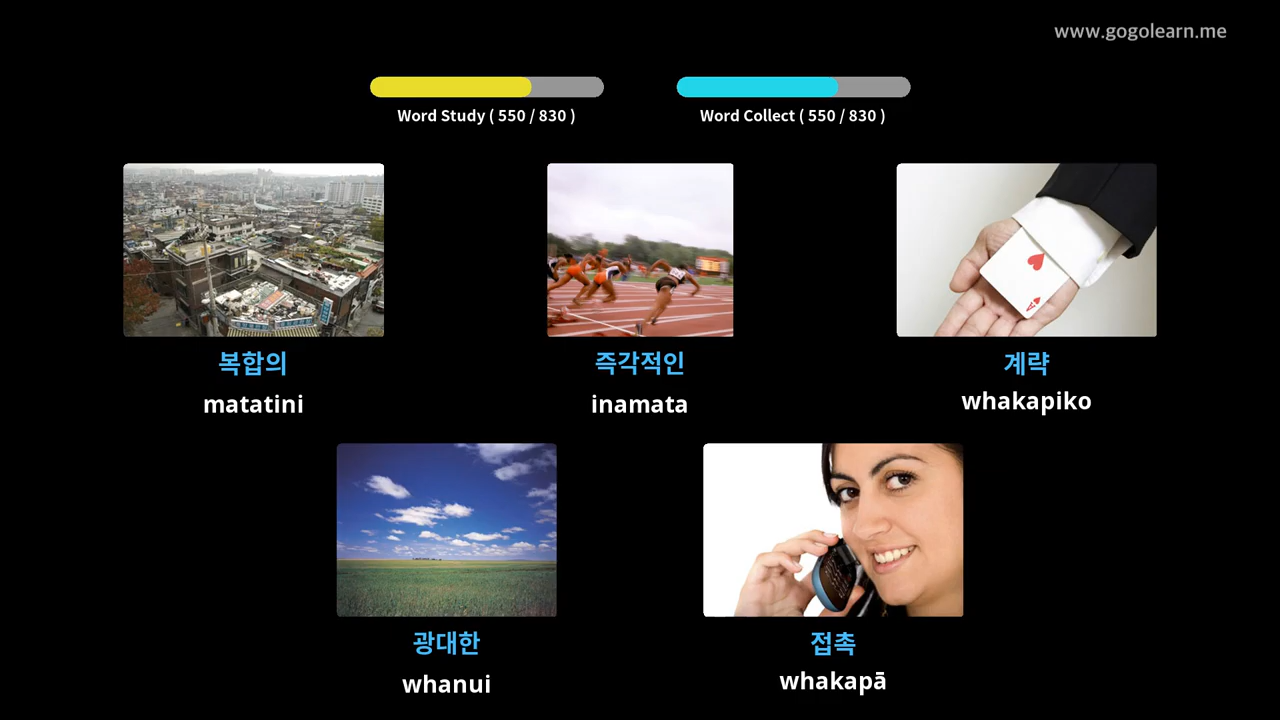 www.gogolearn.me
Word Study ( 550 / 830 )
Word Collect ( 550 / 830 )
복합의
matatini
즉각적인
inamata
계략
whakapiko
광대한
whanui
접촉
whakapā